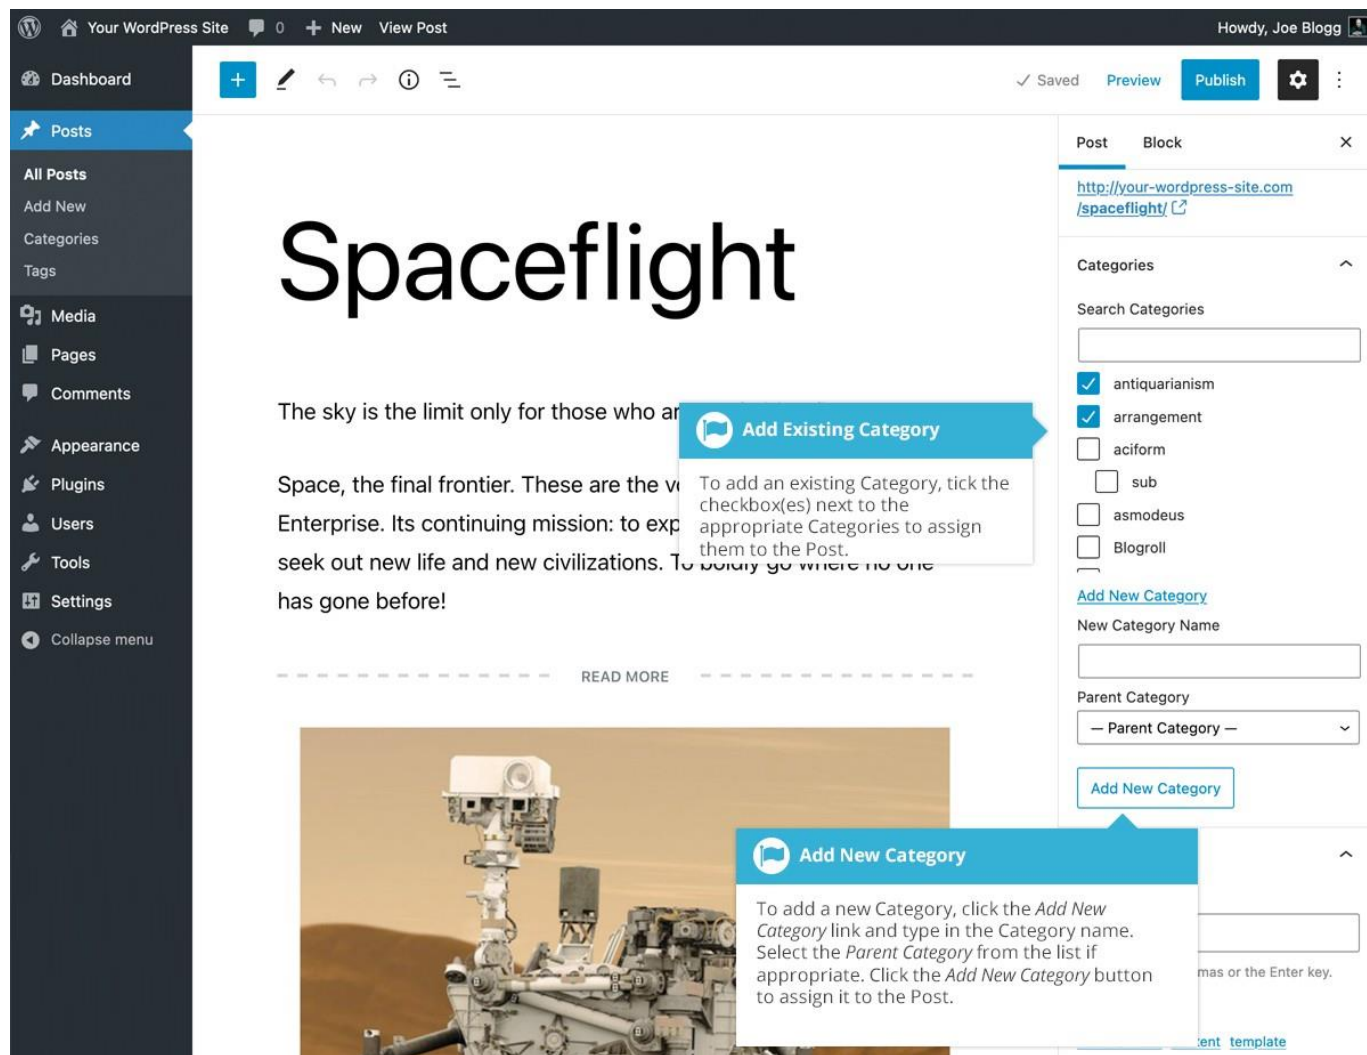 Your WordPress Site 0 New View Post
Howdy, Joe Blogg
Dashboard
Posts
All Posts
Add New
Categories
Tags
Media
Pages
Comments
Appearance
Plugins
Users
Tools
Settings
Collapse menu
Saved Preview Publish
Spaceflight
The sky is the limit only for those who
Space, the final frontier. These are the
Enterprise. Its continuing mission: to
seek out new life and new civilizations. To boldly go where no one
has gone before!
READ MORE
Add Existing Category
To add an existing Category, tick the
checkbox(es) next to the
appropriate Categories to assign
them to the Post.
Post Block
http://your-wordpress-site.com
/spaceflight/
Categories
Search Categories
antiquarianism
arrangement
aciform
sub
asmodeus
Blogroll
Add New Category
New Category Name
Parent Category
— Parent Category —
Add New Category
Add New Category
To add a new Category, click the Add New
Category link and type in the Category name.
Select the Parent Category from the list if
appropriate. Click the Add New Category button
to assign it to the Post.
or the Enter key.
template